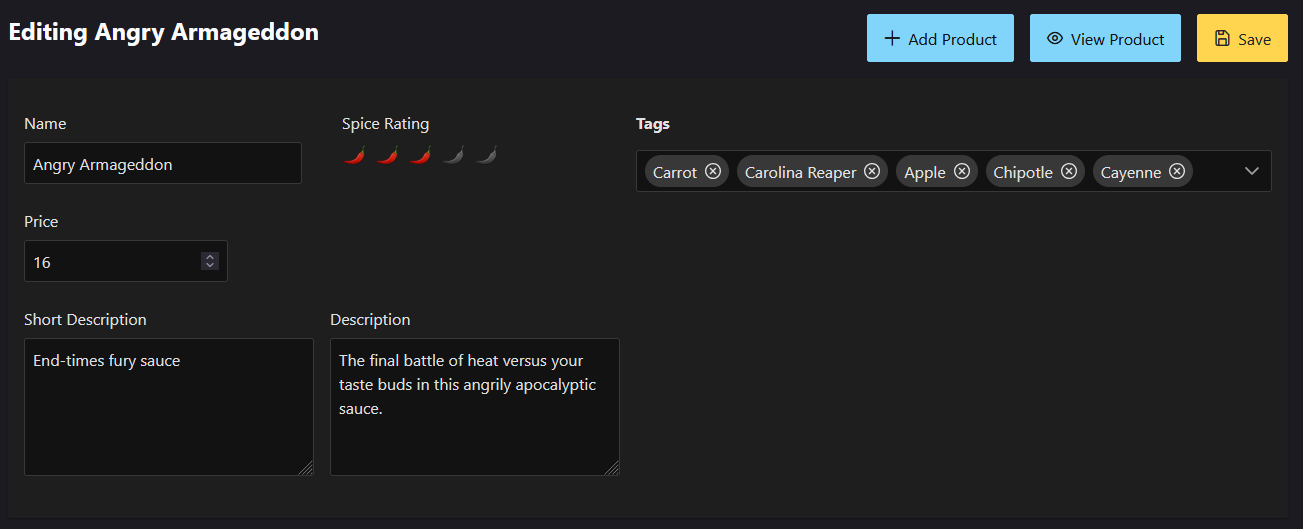 Editing Angry Armageddon
Add Product
View Product
Save
Name
Spice Rating
Tags
Angry Armageddon
Carrot
Carolina Reaper
Apple
Chipotle
Cayenne
Price
16
Short Description
Description
End-times fury sauce
The final battle of heat versus your
taste buds in this angrily apocalyptic
sauce.